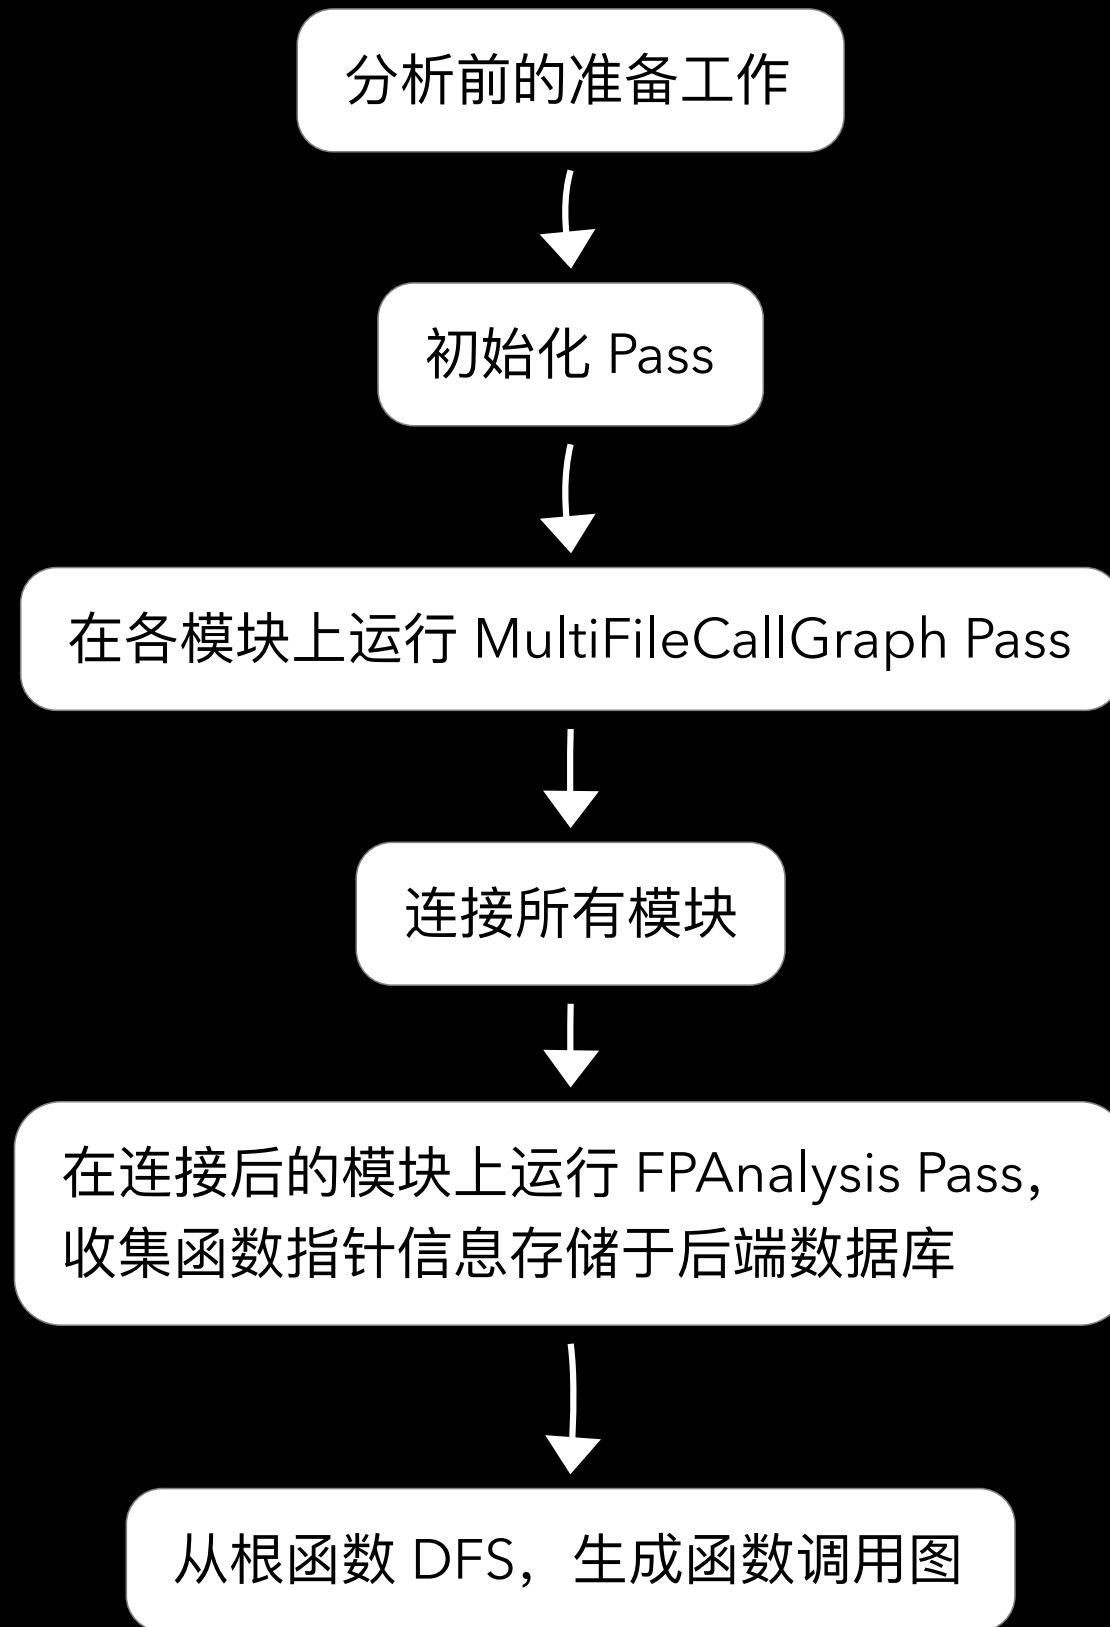 分析前的准备工作
初始化 Pass
在各模块上运行 MultiFileCallGraph Pass
连接所有模块
在连接后的模块上运行 FPAnalysis Pass，
收集函数指针信息存储于后端数据库
从根函数 DFS，生成函数调用图